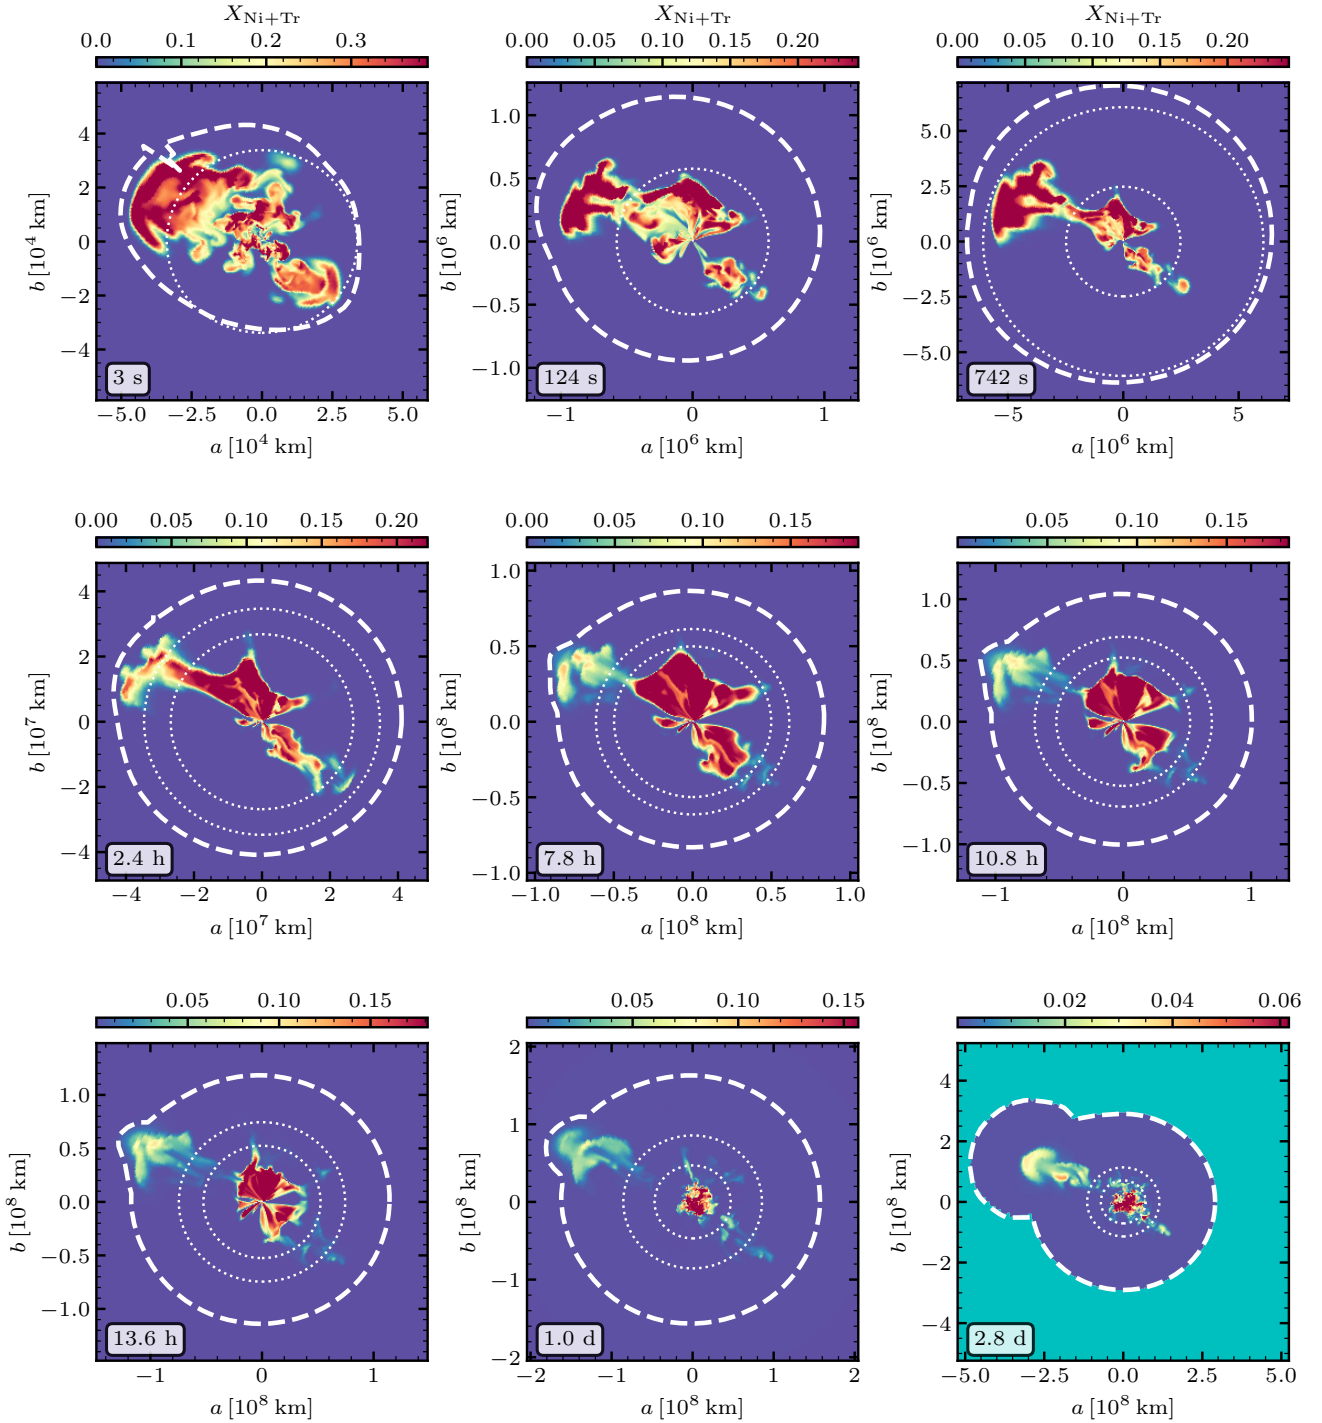 X_Ni+Tr X_Ni+Tr X_Ni+Tr
0.0 0.1 0.2 0.3 0.00 0.05 0.10 0.15 0.20 0.00 0.05 0.10 0.15 0.20
4 2 0 −2 −4
b [10^4 km]
3 s
−5.0 −2.5 0.0 2.5 5.0
a [10^4 km]
1.0 0.5 0.0 −0.5 −1.0
b [10^6 km]
124 s
−1 0 1
a [10^6 km]
5.0 2.5 0.0 −2.5 −5.0
b [10^6 km]
742 s
−5 0 5
a [10^6 km]
0.00 0.05 0.10 0.15 0.20 0.00 0.05 0.10 0.15 0.05 0.10 0.15
4 2 0 −2 −4
b [10^7 km]
2.4 h
−4 −2 0 2 4
a [10^7 km]
1.0 0.5 0.0 −0.5 −1.0
b [10^8 km]
7.8 h
−1.0 −0.5 0.0 0.5 1.0
a [10^8 km]
1.0 0.5 0.0 −0.5 −1.0
b [10^8 km]
10.8 h
−1 0 1
a [10^8 km]
0.05 0.10 0.15 0.05 0.10 0.15 0.02 0.04 0.06
1.0 0.5 0.0 −0.5 −1.0
b [10^8 km]
13.6 h
−1 0 1
a [10^8 km]
2 1 0 −1 −2
b [10^8 km]
1.0 d
−2 −1 0 1 2
a [10^8 km]
4 2 0 −2 −4
b [10^8 km]
2.8 d
−5.0 −2.5 0.0 2.5 5.0
a [10^8 km]